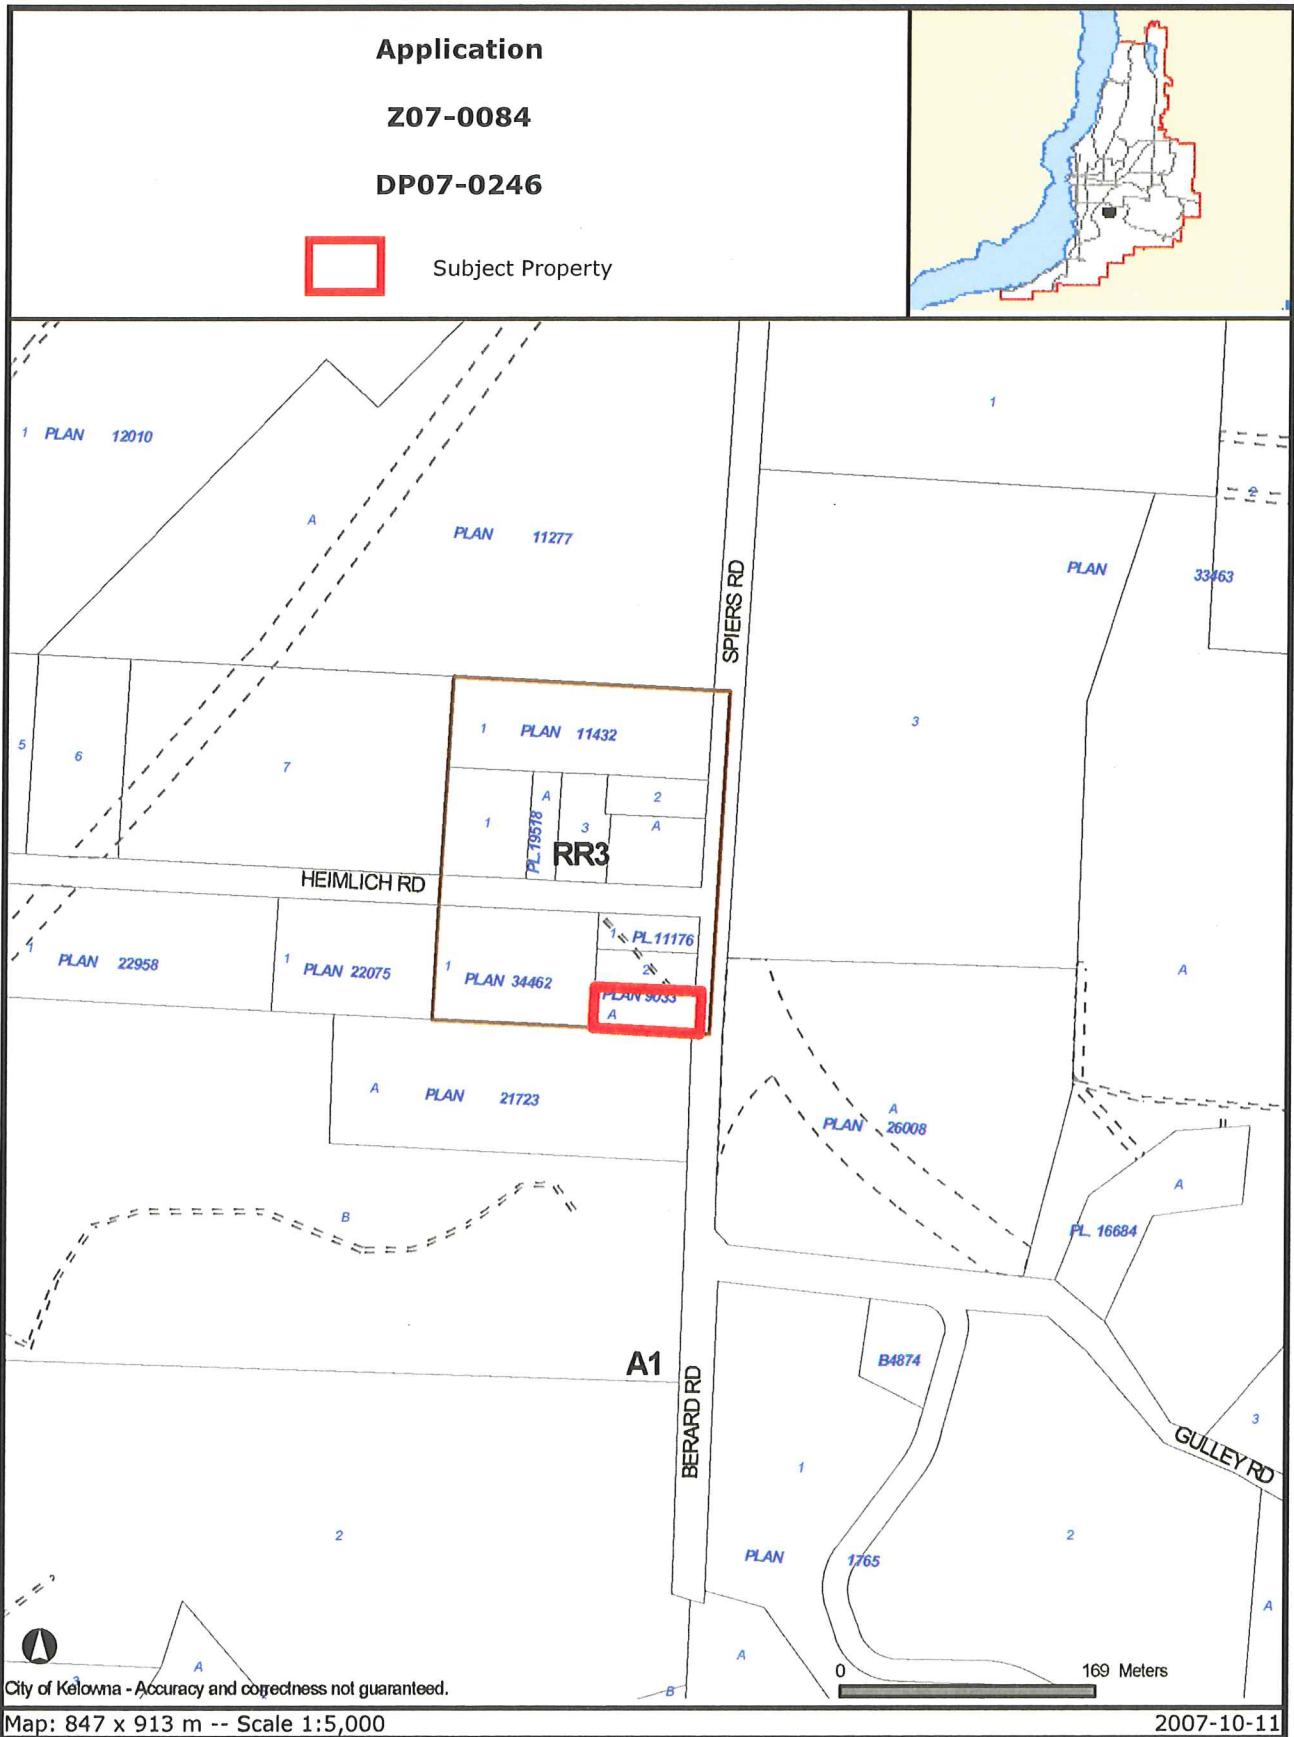 Application
Z07-0084
DP07-0246
Subject Property
1
1 PLAN 12010
2
A
PLAN 11277
PLAN 33463
SPIERS RD
3
1 PLAN 11432
5
6
7
A
2
1
PL.19518
3
A
RR3
HEIMLICH RD
1 PLAN 22958
1 PLAN 22075
1 PLAN 34462
1 PL.11176
2
A
PLAN 9033
A
A PLAN 21723
A
PLAN 26008
A
PL. 16684
B
A1
BERARD RD
B4874
3
GULLEY RD
1
2
2
PLAN 1765
A
A
A
3
B
0 169 Meters
City of Kelowna - Accuracy and correctness not guaranteed.
Map: 847 x 913 m -- Scale 1:5,000
2007-10-11